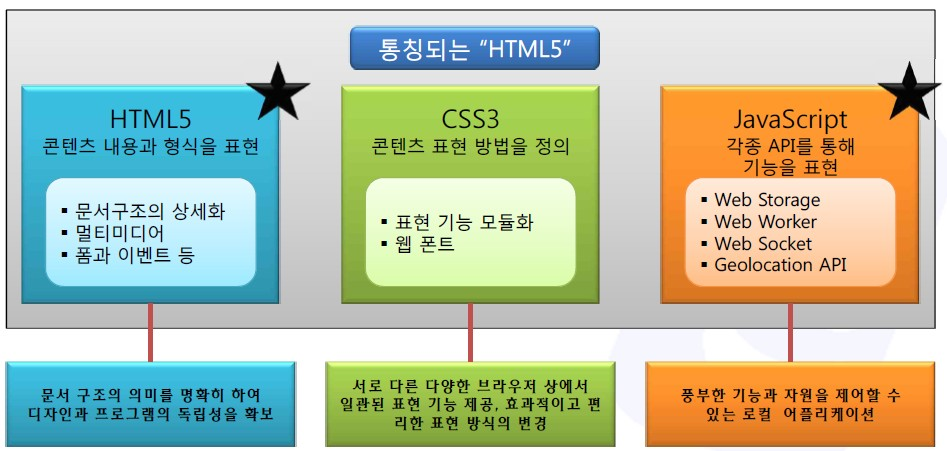 통칭되는 “HTML5”
HTML5
콘텐츠 내용과 형식을 표현
▪ 문서구조의 상세화
▪ 멀티미디어
▪ 폼과 이벤트 등
CSS3
콘텐츠 표현 방법을 정의
▪ 표현 기능 모듈화
▪ 웹 폰트
JavaScript
각종 API를 통해
기능을 표현
▪ Web Storage
▪ Web Worker
▪ Web Socket
▪ Geolocation API
문서 구조의 의미를 명확히 하여
디자인과 프로그램의 독립성을 확보
서로 다른 다양한 브라우저 상에서
일관된 표현 기능 제공, 효과적이고 편
리한 표현 방식의 변경
풍부한 기능과 자원을 제어할 수
있는 로컬 어플리케이션